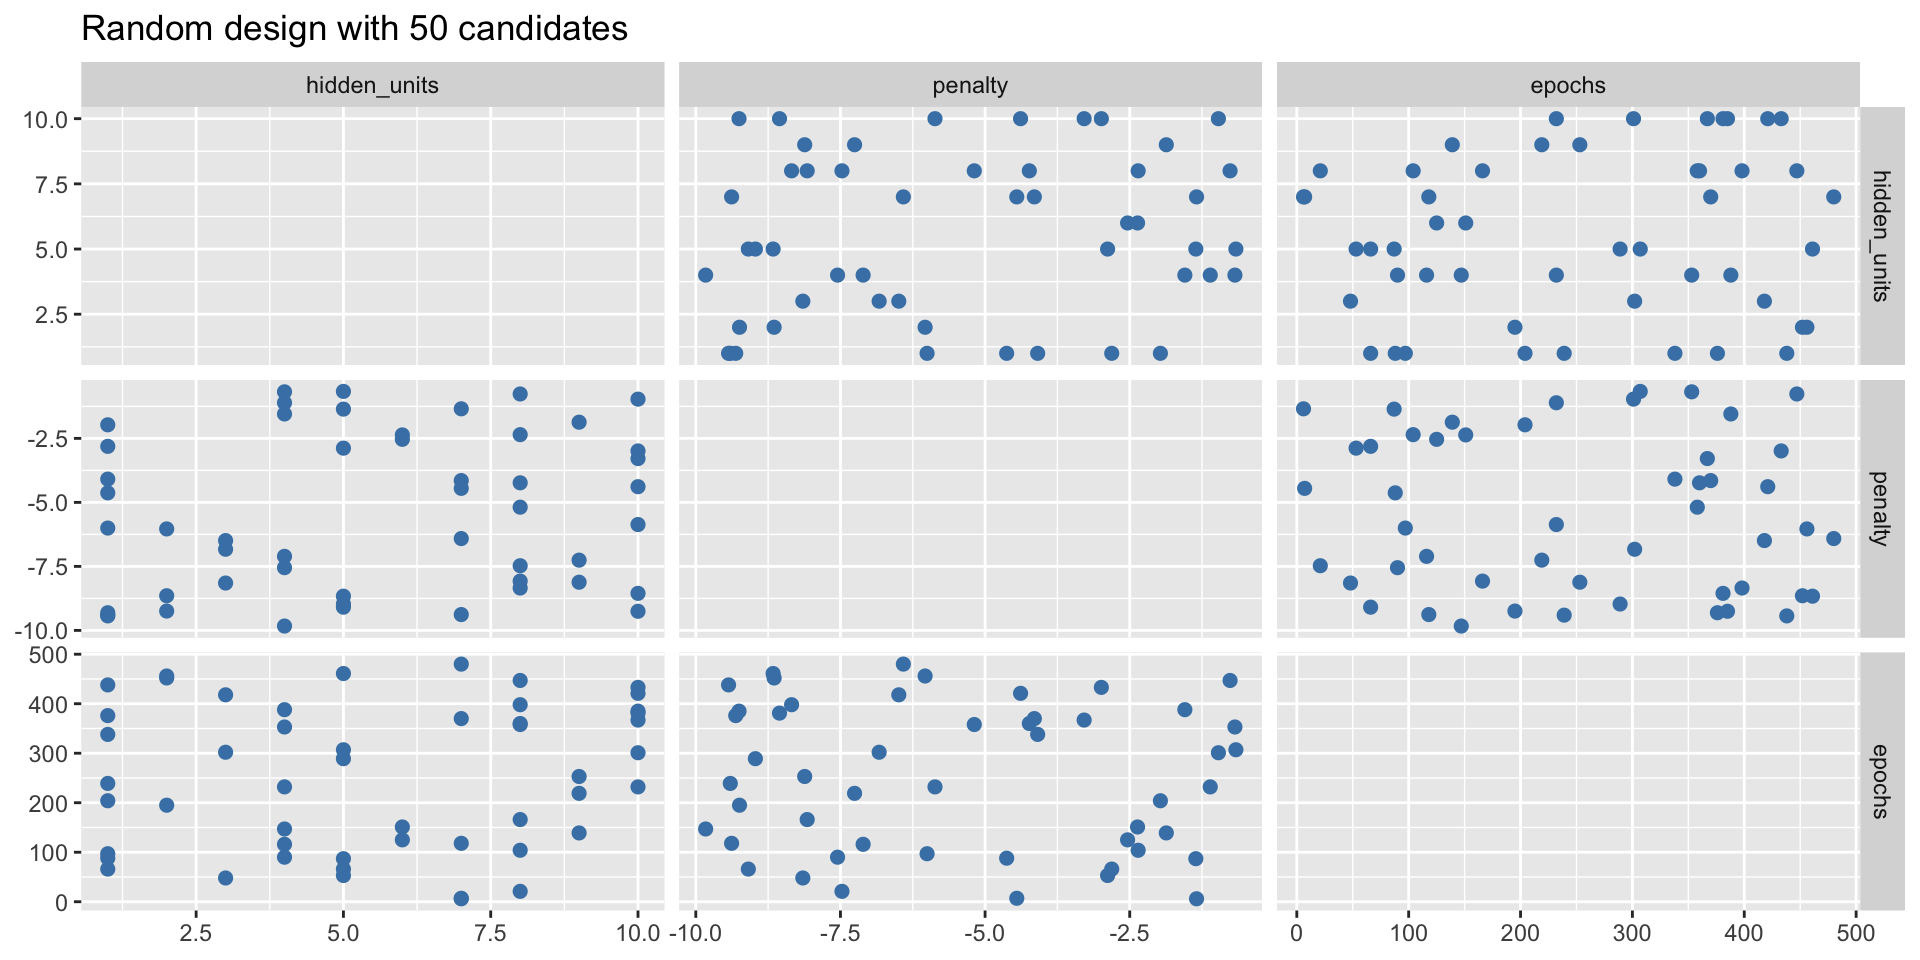 Random design with 50 candidates
hidden_units penalty epochs
10.0
7.5
5.0
2.5
hidden_units
-2.5
-5.0
-7.5
-10.0
penalty
500
400
300
200
100
0
epochs
2.5 5.0 7.5 10.0 -10.0 -7.5 -5.0 -2.5 0 100 200 300 400 500